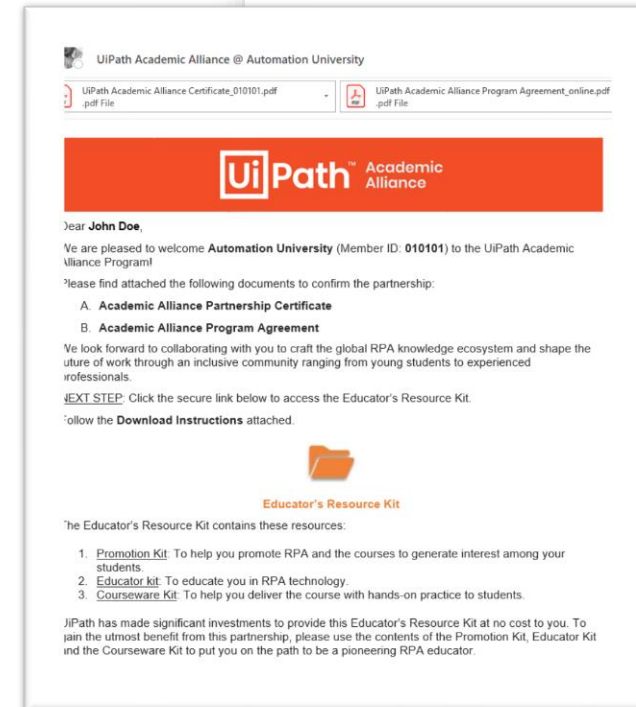 UiPath Academic Alliance @ Automation University
UiPath Academic Alliance Certificate_010101.pdf
.pdf File
UiPath Academic Alliance Program Agreement_online.pdf
.pdf File
UiPath™ Academic Alliance
Dear John Doe,
We are pleased to welcome Automation University (Member ID: 010101) to the UiPath Academic
Alliance Program!
Please find attached the following documents to confirm the partnership:
A. Academic Alliance Partnership Certificate
B. Academic Alliance Program Agreement
We look forward to collaborating with you to craft the global RPA knowledge ecosystem and shape the
future of work through an inclusive community ranging from young students to experienced
professionals.
NEXT STEP: Click the secure link below to access the Educator's Resource Kit.
Follow the Download Instructions attached.
Educator's Resource Kit
The Educator's Resource Kit contains these resources:
1. Promotion Kit: To help you promote RPA and the courses to generate interest among your
students.
2. Educator kit: To educate you in RPA technology.
3. Courseware Kit: To help you deliver the course with hands-on practice to students.
UiPath has made significant investments to provide this Educator's Resource Kit at no cost to you. To
gain the utmost benefit from this partnership, please use the contents of the Promotion Kit, Educator Kit
and the Courseware Kit to put you on the path to be a pioneering RPA educator.